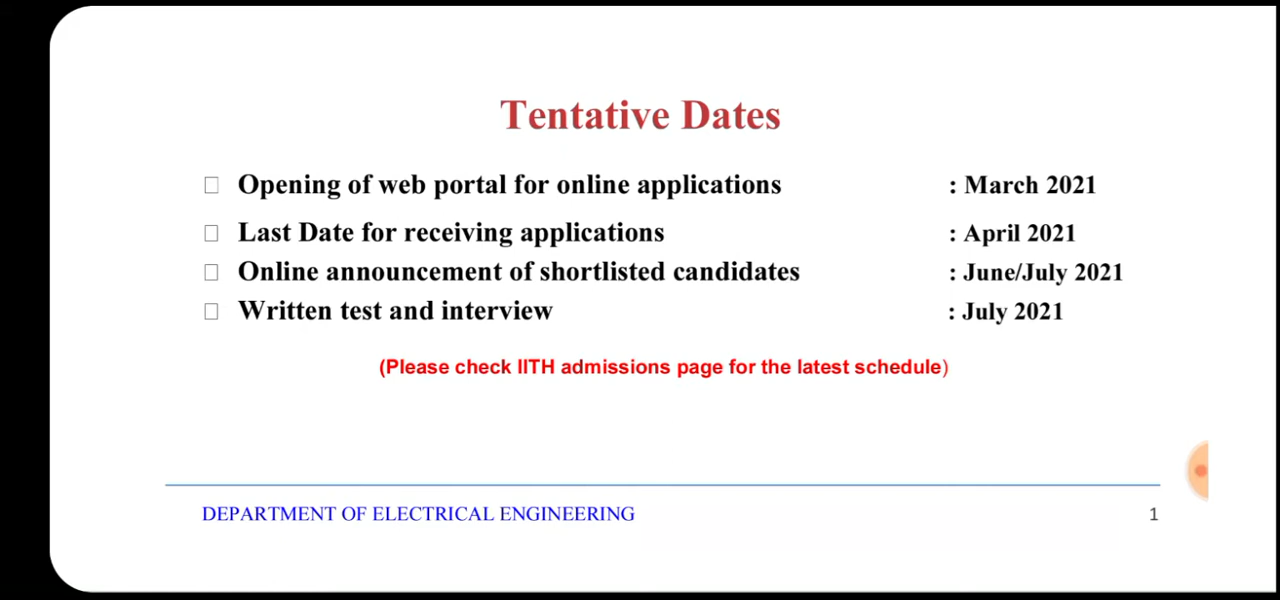 Tentative Dates
Opening of web portal for online applications : March 2021
Last Date for receiving applications : April 2021
Online announcement of shortlisted candidates : June/July 2021
Written test and interview : July 2021
(Please check IITH admissions page for the latest schedule)
DEPARTMENT OF ELECTRICAL ENGINEERING 1